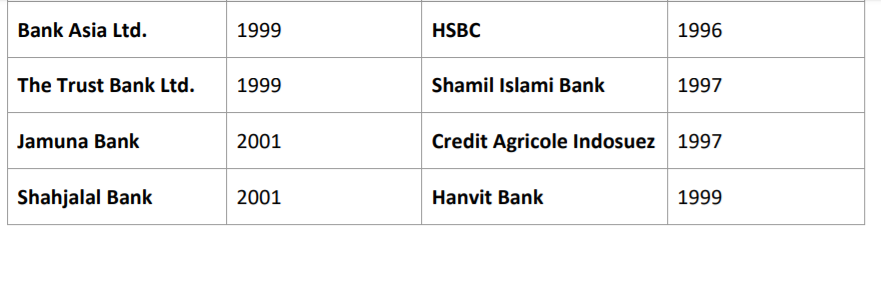 Bank Asia Ltd. 1999 HSBC 1996
The Trust Bank Ltd. 1999 Shamil Islami Bank 1997
Jamuna Bank 2001 Credit Agricole Indosuez 1997
Shahjalal Bank 2001 Hanvit Bank 1999